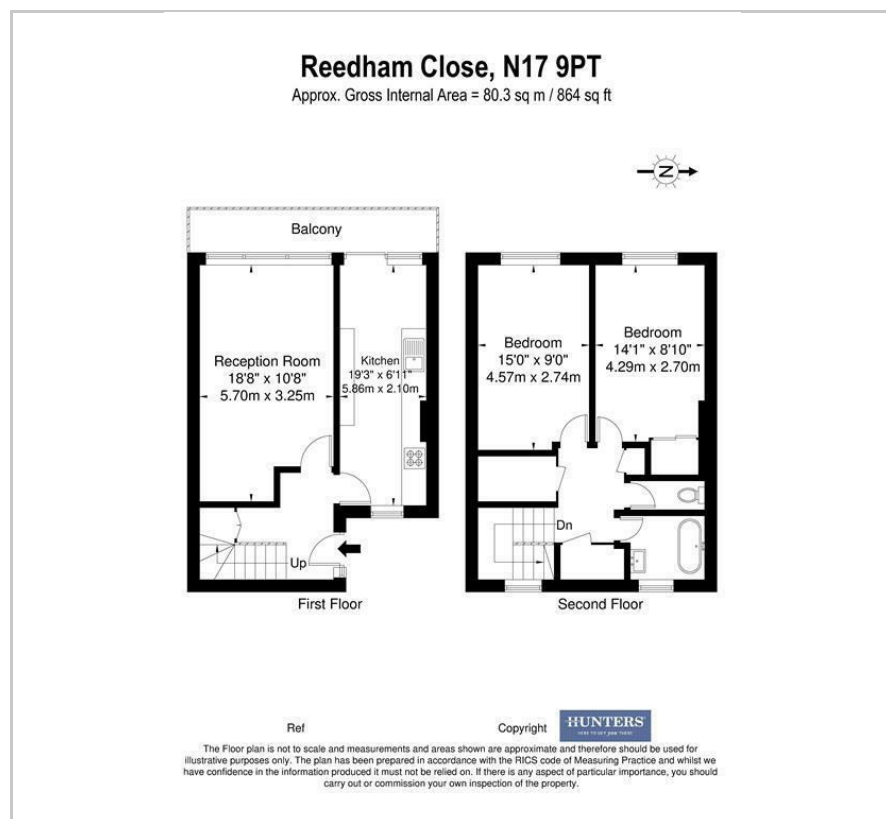 Reedham Close, N17 9PT
Approx. Gross Internal Area = 80.3 sq m / 864 sq ft
N
Balcony
Reception Room
18'8" x 10'8"
5.70m x 3.25m
Kitchen
19'3" x 6'11"
5.86m x 2.10m
Up
First Floor
Bedroom
15'0" x 9'0"
4.57m x 2.74m
Bedroom
14'1" x 8'10"
4.29m x 2.70m
Dn
Second Floor
Ref
Copyright
HUNTERS
HERE TO GET you THERE
The Floor plan is not to scale and measurements and areas shown are approximate and therefore should be used for
illustrative purposes only. The plan has been prepared in accordance with the RICS code of Measuring Practice and whilst we
have confidence in the information produced it must not be relied on. If there is any aspect of particular importance, you should
carry out or commission your own inspection of the property.